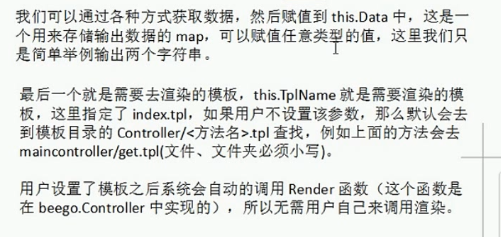 我们可以通过各种方式获取数据，然后赋值到 this.Data 中，这是一
个用来存储输出数据的 map，可以赋值任意类型的值，这里我们只
是简单举例输出两个字符串。
最后一个就是需要去渲染的模板，this.TplName 就是需要渲染的模
板，这里指定了 index.tpl，如果用户不设置该参数，那么默认会去
到模板目录的 Controller/<方法名>.tpl 查找，例如上面的方法会去
maincontroller/get.tpl(文件、文件夹必须小写)。
用户设置了模板之后系统会自动的调用 Render 函数（这个函数是
在 beego.Controller 中实现的），所以无需用户自己来调用渲染。